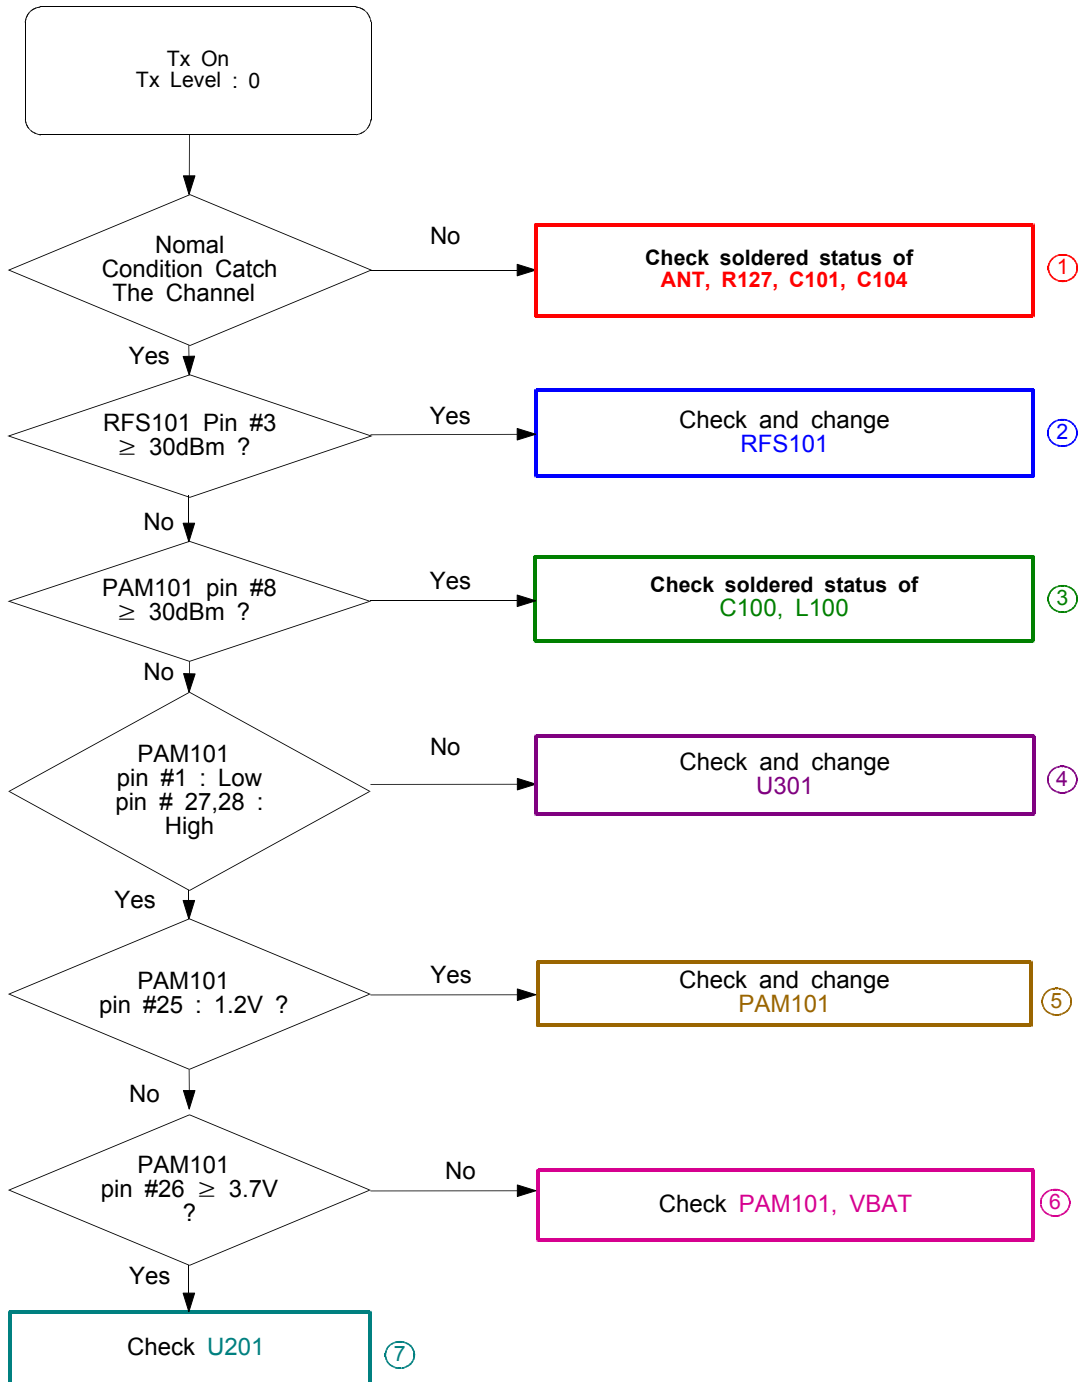 Tx On
Tx Level : 0
Nomal
Condition Catch
The Channel
No
Check soldered status of
ANT, R127, C101, C104
1
Yes
RFS101 Pin #3
≥ 30dBm ?
Yes
Check and change
RFS101
2
No
PAM101 pin #8
≥ 30dBm ?
Yes
Check soldered status of
C100, L100
3
No
PAM101
pin #1 : Low
pin # 27,28 :
High
No
Check and change
U301
4
Yes
PAM101
pin #25 : 1.2V ?
Yes
Check and change
PAM101
5
No
PAM101
pin #26 ≥ 3.7V
?
No
Check PAM101, VBAT
6
Yes
Check U201
7